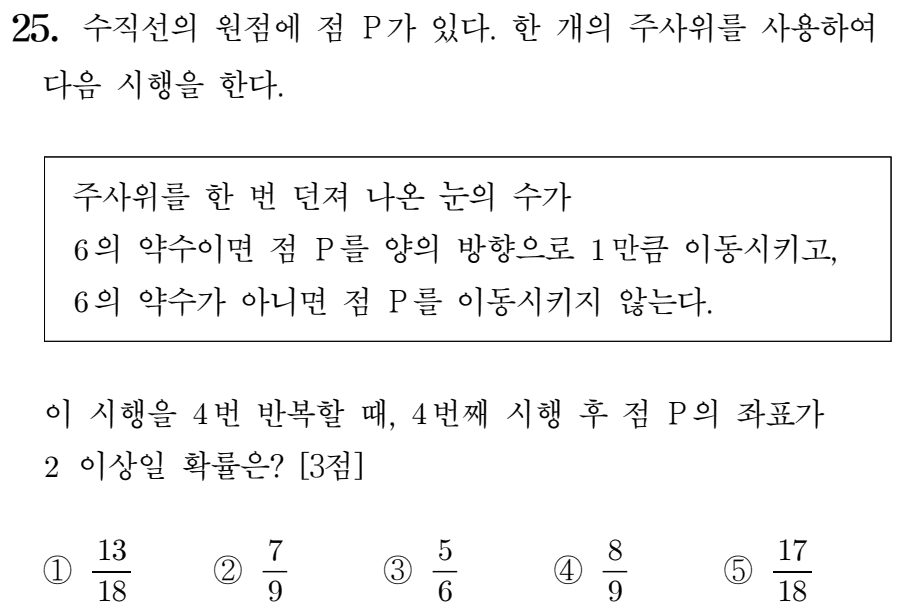 25. 수직선의 원점에 점 P가 있다. 한 개의 주사위를 사용하여
다음 시행을 한다.
주사위를 한 번 던져 나온 눈의 수가
6의 약수이면 점 P를 양의 방향으로 1만큼 이동시키고,
6의 약수가 아니면 점 P를 이동시키지 않는다.
이 시행을 4번 반복할 때, 4번째 시행 후 점 P의 좌표가
2 이상일 확률은? [3점]
① 13/18 ② 7/9 ③ 5/6 ④ 8/9 ⑤ 17/18